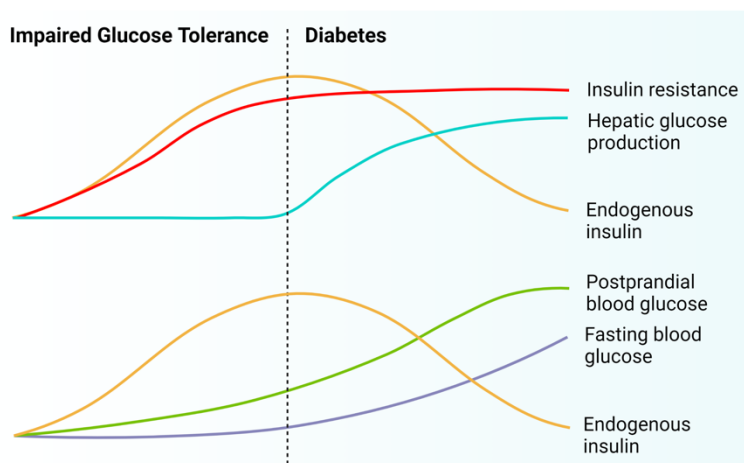 Impaired Glucose Tolerance
Diabetes
Insulin resistance
Hepatic glucose
production
Endogenous
insulin
Postprandial
blood glucose
Fasting blood
glucose
Endogenous
insulin